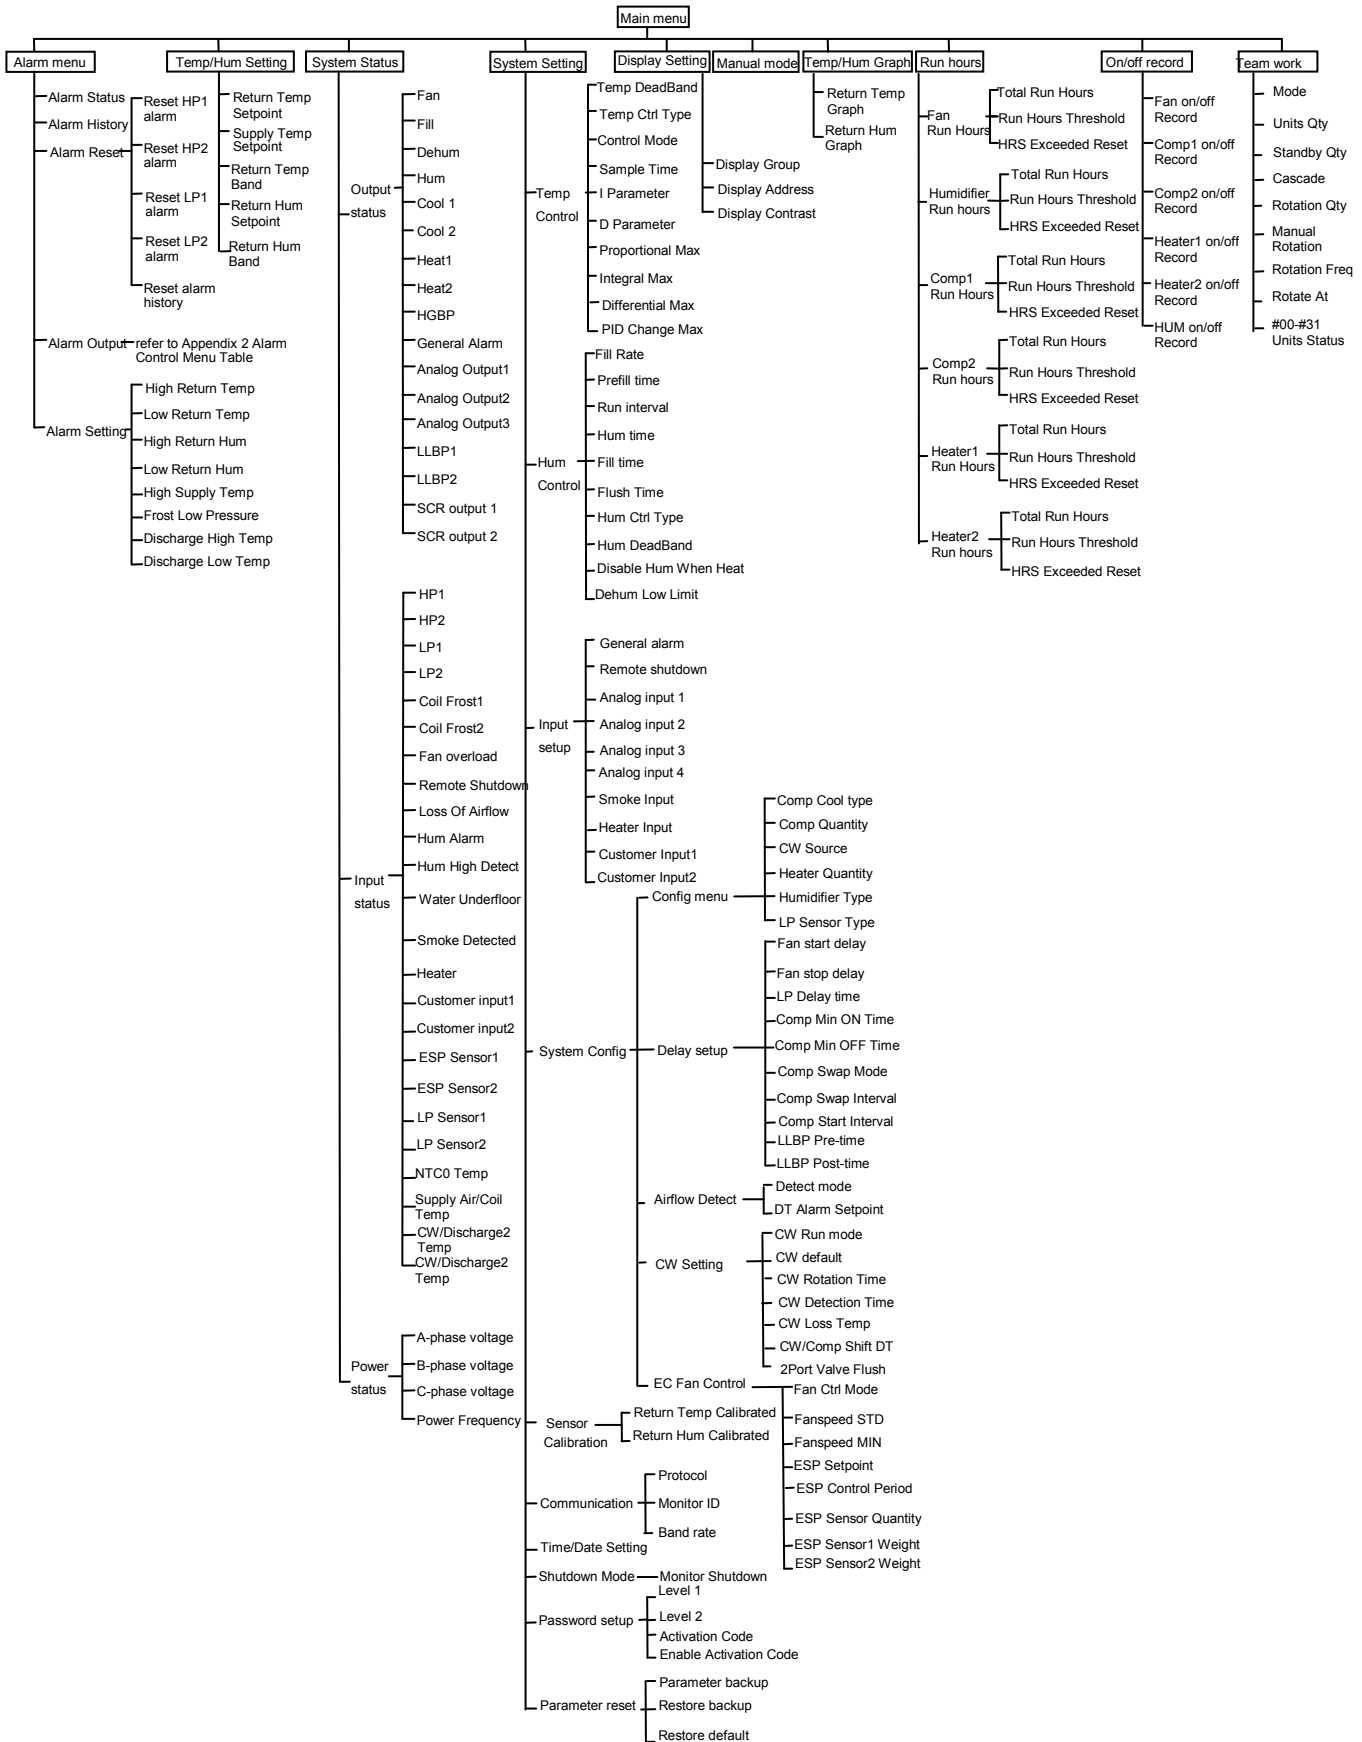 Main menu
Alarm menu
Temp/Hum Setting
System Status
System Setting
Display Setting
Manual mode
Temp/Hum Graph
Run hours
On/off record
Team work
Alarm Status
Alarm History
Alarm Reset
Reset HP1
alarm
Reset HP2
alarm
Reset LP1
alarm
Reset LP2
alarm
Reset alarm
history
Alarm Output
refer to Appendix 2 Alarm
Control Menu Table
Alarm Setting
High Return Temp
Low Return Temp
High Return Hum
Low Return Hum
High Supply Temp
Frost Low Pressure
Discharge High Temp
Discharge Low Temp
Return Temp
Setpoint
Supply Temp
Setpoint
Return Temp
Band
Return Hum
Setpoint
Return Hum
Band
Output
status
Fan
Fill
Dehum
Hum
Cool 1
Cool 2
Heat1
Heat2
HGBP
General Alarm
Analog Output1
Analog Output2
Analog Output3
LLBP1
LLBP2
SCR output 1
SCR output 2
Input
status
HP1
HP2
LP1
LP2
Coil Frost1
Coil Frost2
Fan overload
Remote Shutdown
Loss Of Airflow
Hum Alarm
Hum High Detect
Water Underfloor
Smoke Detected
Heater
Customer input1
Customer input2
ESP Sensor1
ESP Sensor2
LP Sensor1
LP Sensor2
NTC0 Temp
Supply Air/Coil
Temp
CW/Discharge2
Temp
CW/Discharge2
Temp
Power
status
A-phase voltage
B-phase voltage
C-phase voltage
Power Frequency
Temp
Control
Temp DeadBand
Temp Ctrl Type
Control Mode
Sample Time
I Parameter
D Parameter
Proportional Max
Integral Max
Differential Max
PID Change Max
Hum
Control
Fill Rate
Prefill time
Run interval
Hum time
Fill time
Flush Time
Hum Ctrl Type
Hum DeadBand
Disable Hum When Heat
Dehum Low Limit
Input
setup
General alarm
Remote shutdown
Analog input 1
Analog input 2
Analog input 3
Analog input 4
Smoke Input
Heater Input
Customer Input1
Customer Input2
System Config
Config menu
Comp Cool type
Comp Quantity
CW Source
Heater Quantity
Humidifier Type
LP Sensor Type
Delay setup
Fan start delay
Fan stop delay
LP Delay time
Comp Min ON Time
Comp Min OFF Time
Comp Swap Mode
Comp Swap Interval
Comp Start Interval
LLBP Pre-time
LLBP Post-time
Airflow Detect
Detect mode
DT Alarm Setpoint
CW Setting
CW Run mode
CW default
CW Rotation Time
CW Detection Time
CW Loss Temp
CW/Comp Shift DT
2Port Valve Flush
EC Fan Control
Fan Ctrl Mode
Fanspeed STD
Fanspeed MIN
ESP Setpoint
ESP Control Period
ESP Sensor Quantity
ESP Sensor1 Weight
ESP Sensor2 Weight
Sensor
Calibration
Return Temp Calibrated
Return Hum Calibrated
Communication
Protocol
Monitor ID
Band rate
Time/Date Setting
Shutdown Mode
Monitor Shutdown
Password setup
Level 1
Level 2
Activation Code
Enable Activation Code
Parameter reset
Parameter backup
Restore backup
Restore default
Display Group
Display Address
Display Contrast
Return Temp
Graph
Return Hum
Graph
Fan
Run Hours
Total Run Hours
Run Hours Threshold
HRS Exceeded Reset
Humidifier
Run hours
Total Run Hours
Run Hours Threshold
HRS Exceeded Reset
Comp1
Run Hours
Total Run Hours
Run Hours Threshold
HRS Exceeded Reset
Comp2
Run hours
Total Run Hours
Run Hours Threshold
HRS Exceeded Reset
Heater1
Run Hours
Total Run Hours
Run Hours Threshold
HRS Exceeded Reset
Heater2
Run hours
Total Run Hours
Run Hours Threshold
HRS Exceeded Reset
Fan on/off
Record
Comp1 on/off
Record
Comp2 on/off
Record
Heater1 on/off
Record
Heater2 on/off
Record
HUM on/off
Record
Mode
Units Qty
Standby Qty
Cascade
Rotation Qty
Manual
Rotation
Rotation Freq
Rotate At
#00-#31
Units Status